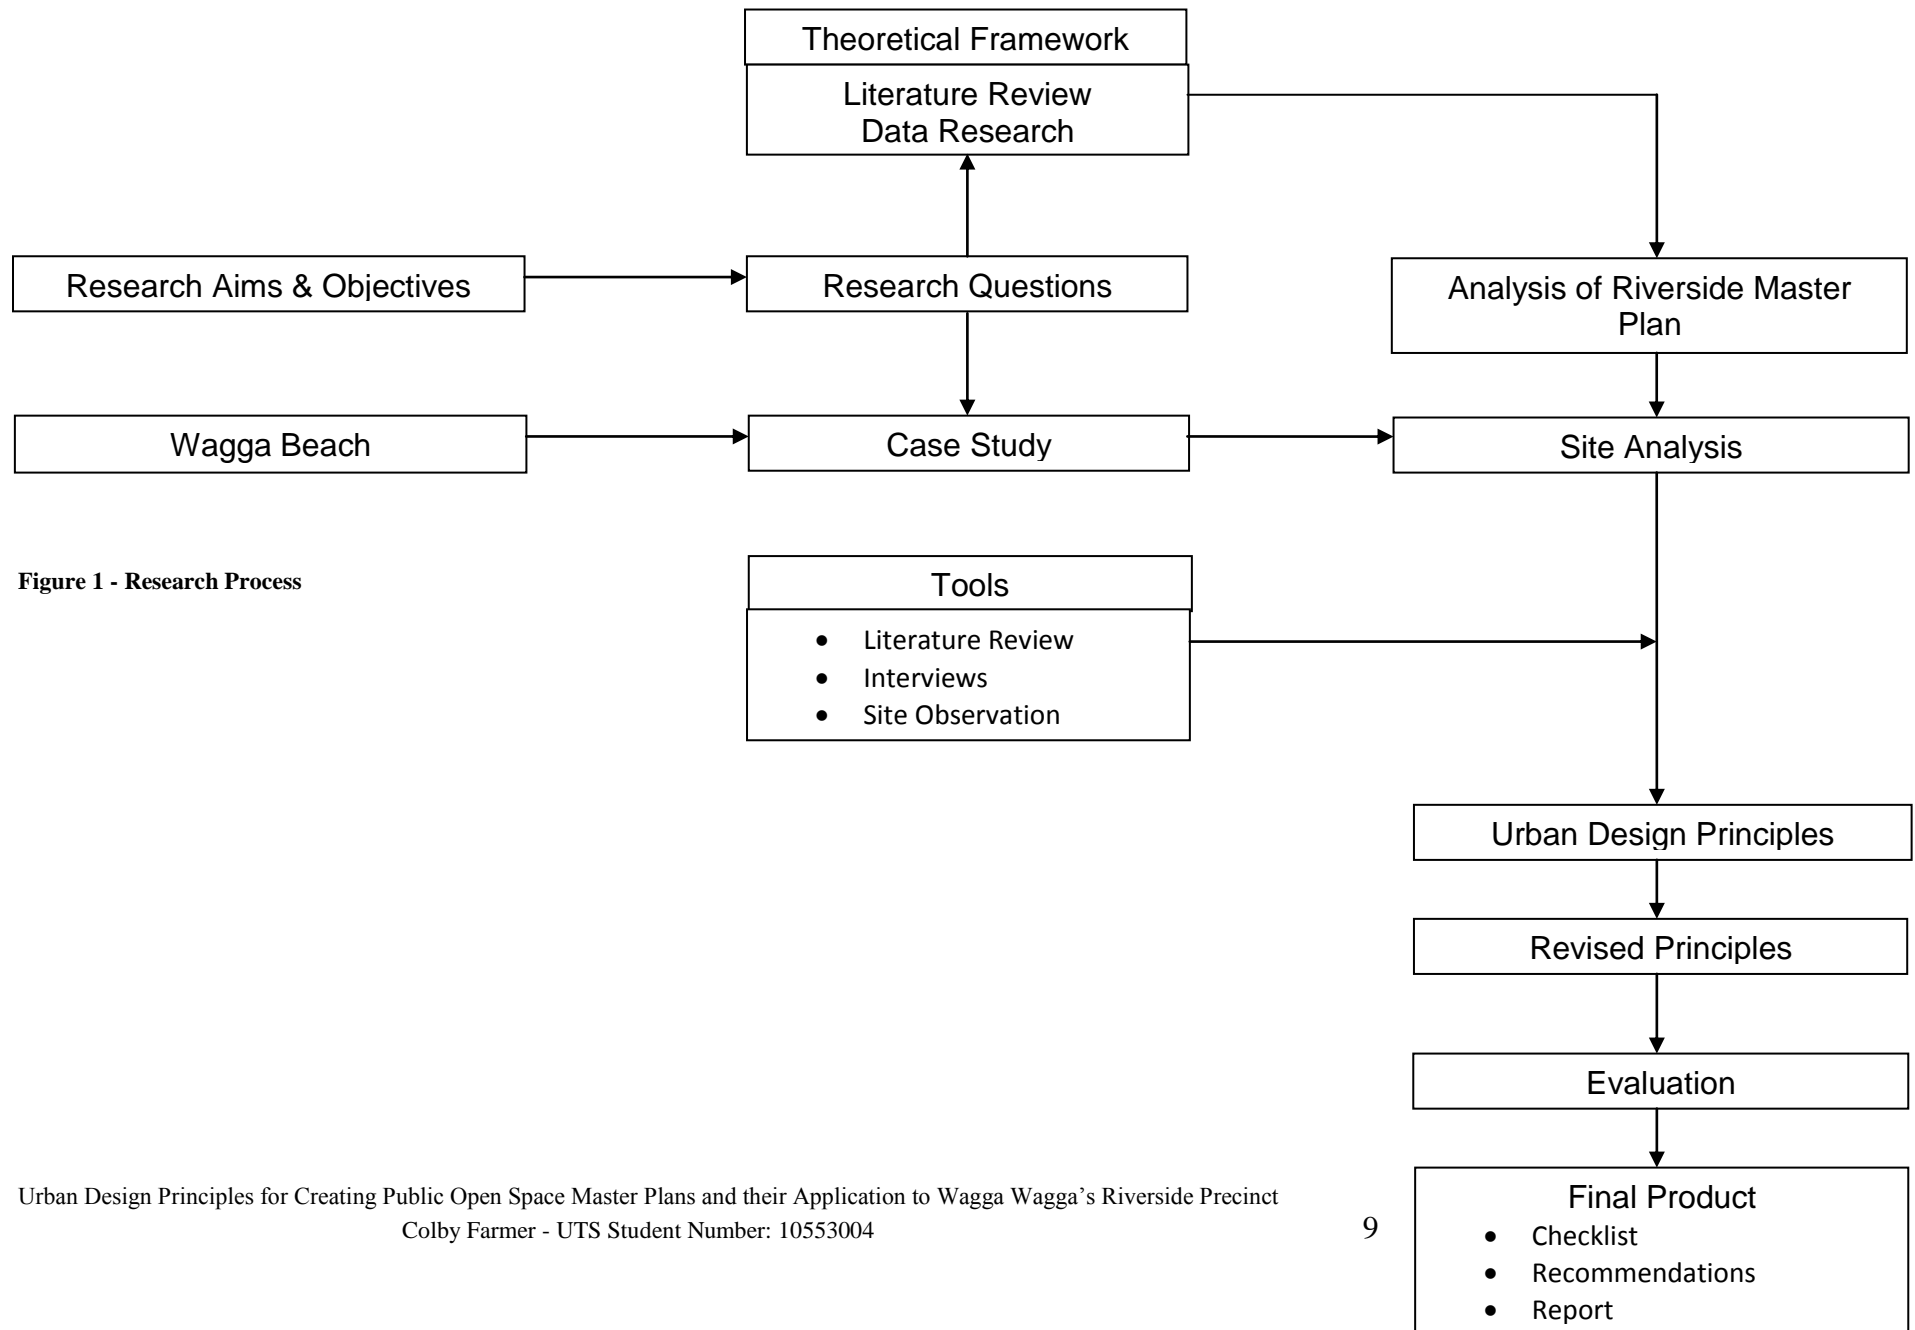 Theoretical Framework
Literature Review
Data Research
Research Aims & Objectives
Research Questions
Analysis of Riverside Master
Plan
Wagga Beach
Case Study
Site Analysis
Figure 1 - Research Process
Tools
• Literature Review
• Interviews
• Site Observation
Urban Design Principles
Revised Principles
Evaluation
Final Product
• Checklist
• Recommendations
• Report
Urban Design Principles for Creating Public Open Space Master Plans and their Application to Wagga Wagga’s Riverside Precinct
Colby Farmer - UTS Student Number: 10553004
9